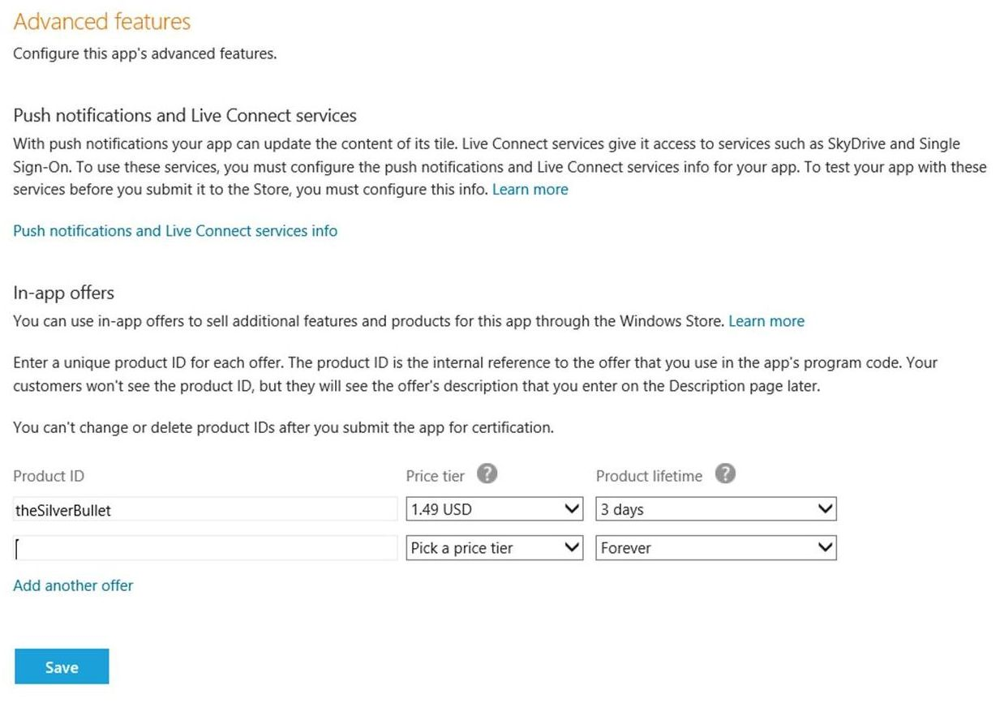 Advanced features
Configure this app's advanced features.
Push notifications and Live Connect services
With push notifications your app can update the content of its tile. Live Connect services give it access to services such as SkyDrive and Single
Sign-On. To use these services, you must configure the push notifications and Live Connect services info for your app. To test your app with these
services before you submit it to the Store, you must configure this info. Learn more
Push notifications and Live Connect services info
In-app offers
You can use in-app offers to sell additional features and products for this app through the Windows Store. Learn more
Enter a unique product ID for each offer. The product ID is the internal reference to the offer that you use in the app's program code. Your
customers won't see the product ID, but they will see the offer's description that you enter on the Description page later.
You can't change or delete product IDs after you submit the app for certification.
Product ID Price tier ? Product lifetime ?
theSilverBullet 1.49 USD 3 days
Pick a price tier Forever
Add another offer
Save